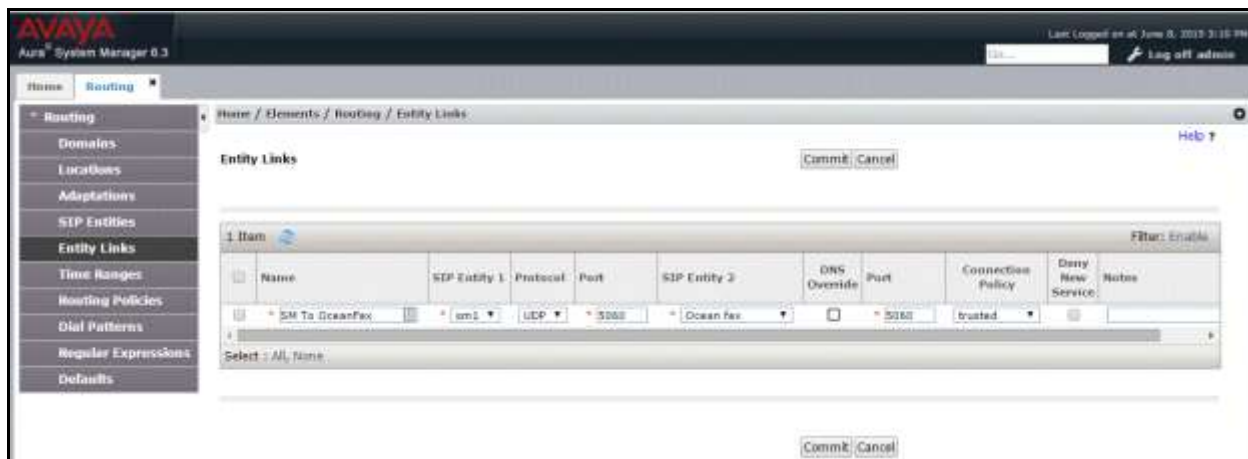 AVAYA
Aura® System Manager 6.3
Last Logged on at June 8, 2015 3:16 PM
Go...
Log off admin
Home
Routing
Routing
Domains
Locations
Adaptations
SIP Entities
Entity Links
Time Ranges
Routing Policies
Dial Patterns
Regular Expressions
Defaults
Home / Elements / Routing / Entity Links
Help ?
Entity Links
Commit Cancel
1 Item
Filter: Enable
Name SIP Entity 1 Protocol Port SIP Entity 2 DNS Override Port Connection Policy Deny New Service Notes
* SM To OceanFax * sm1 UDP * 5060 * Ocean fax * 5060 trusted
Select : All, None
Commit Cancel